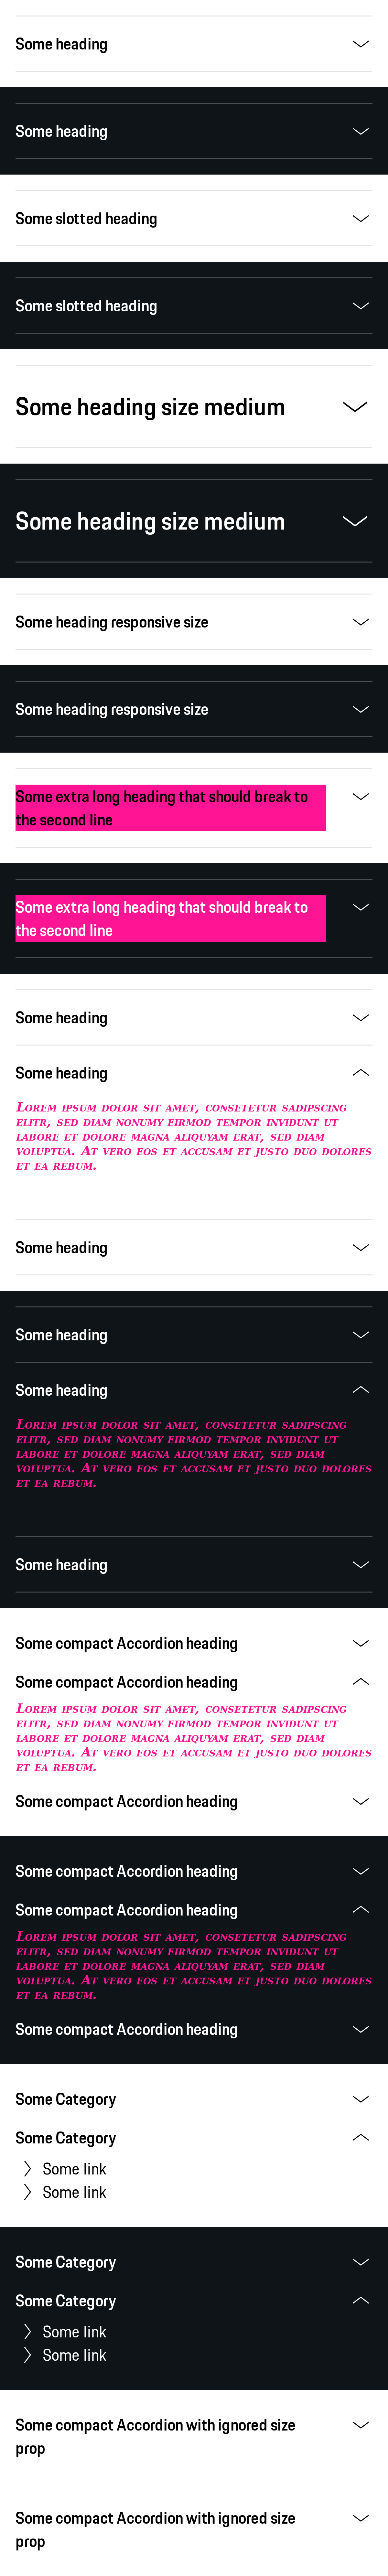 Some heading
Some heading
Some slotted heading
Some slotted heading
Some heading size medium
Some heading size medium
Some heading responsive size
Some heading responsive size
Some extra long heading that should break to
the second line
Some extra long heading that should break to
the second line
Some heading
Some heading
Lorem ipsum dolor sit amet, consetetur sadipscing
elitr, sed diam nonumy eirmod tempor invidunt ut
labore et dolore magna aliquyam erat, sed diam
voluptua. At vero eos et accusam et justo duo dolores
et ea rebum.
Some heading
Some heading
Some heading
Lorem ipsum dolor sit amet, consetetur sadipscing
elitr, sed diam nonumy eirmod tempor invidunt ut
labore et dolore magna aliquyam erat, sed diam
voluptua. At vero eos et accusam et justo duo dolores
et ea rebum.
Some heading
Some compact Accordion heading
Some compact Accordion heading
Lorem ipsum dolor sit amet, consetetur sadipscing
elitr, sed diam nonumy eirmod tempor invidunt ut
labore et dolore magna aliquyam erat, sed diam
voluptua. At vero eos et accusam et justo duo dolores
et ea rebum.
Some compact Accordion heading
Some compact Accordion heading
Some compact Accordion heading
Lorem ipsum dolor sit amet, consetetur sadipscing
elitr, sed diam nonumy eirmod tempor invidunt ut
labore et dolore magna aliquyam erat, sed diam
voluptua. At vero eos et accusam et justo duo dolores
et ea rebum.
Some compact Accordion heading
Some Category
Some Category
Some link
Some link
Some Category
Some Category
Some link
Some link
Some compact Accordion with ignored size
prop
Some compact Accordion with ignored size
prop